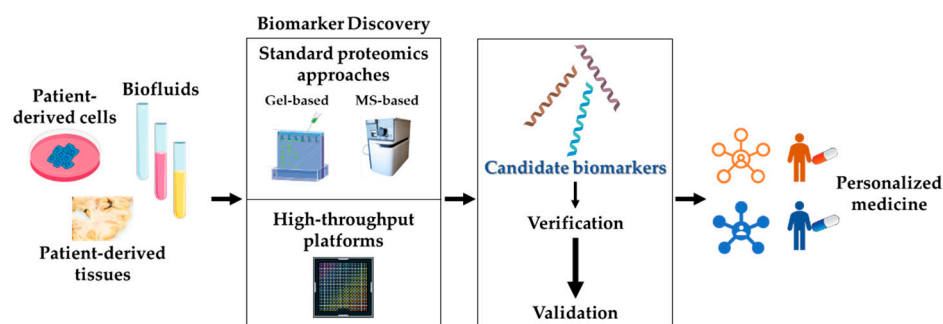 Biomarker Discovery
Patient-
derived cells
Biofluids
Patient-derived
tissues
Standard proteomics
approaches
Gel-based
MS-based
High-throughput
platforms
Candidate biomarkers
Verification
Validation
Personalized
medicine